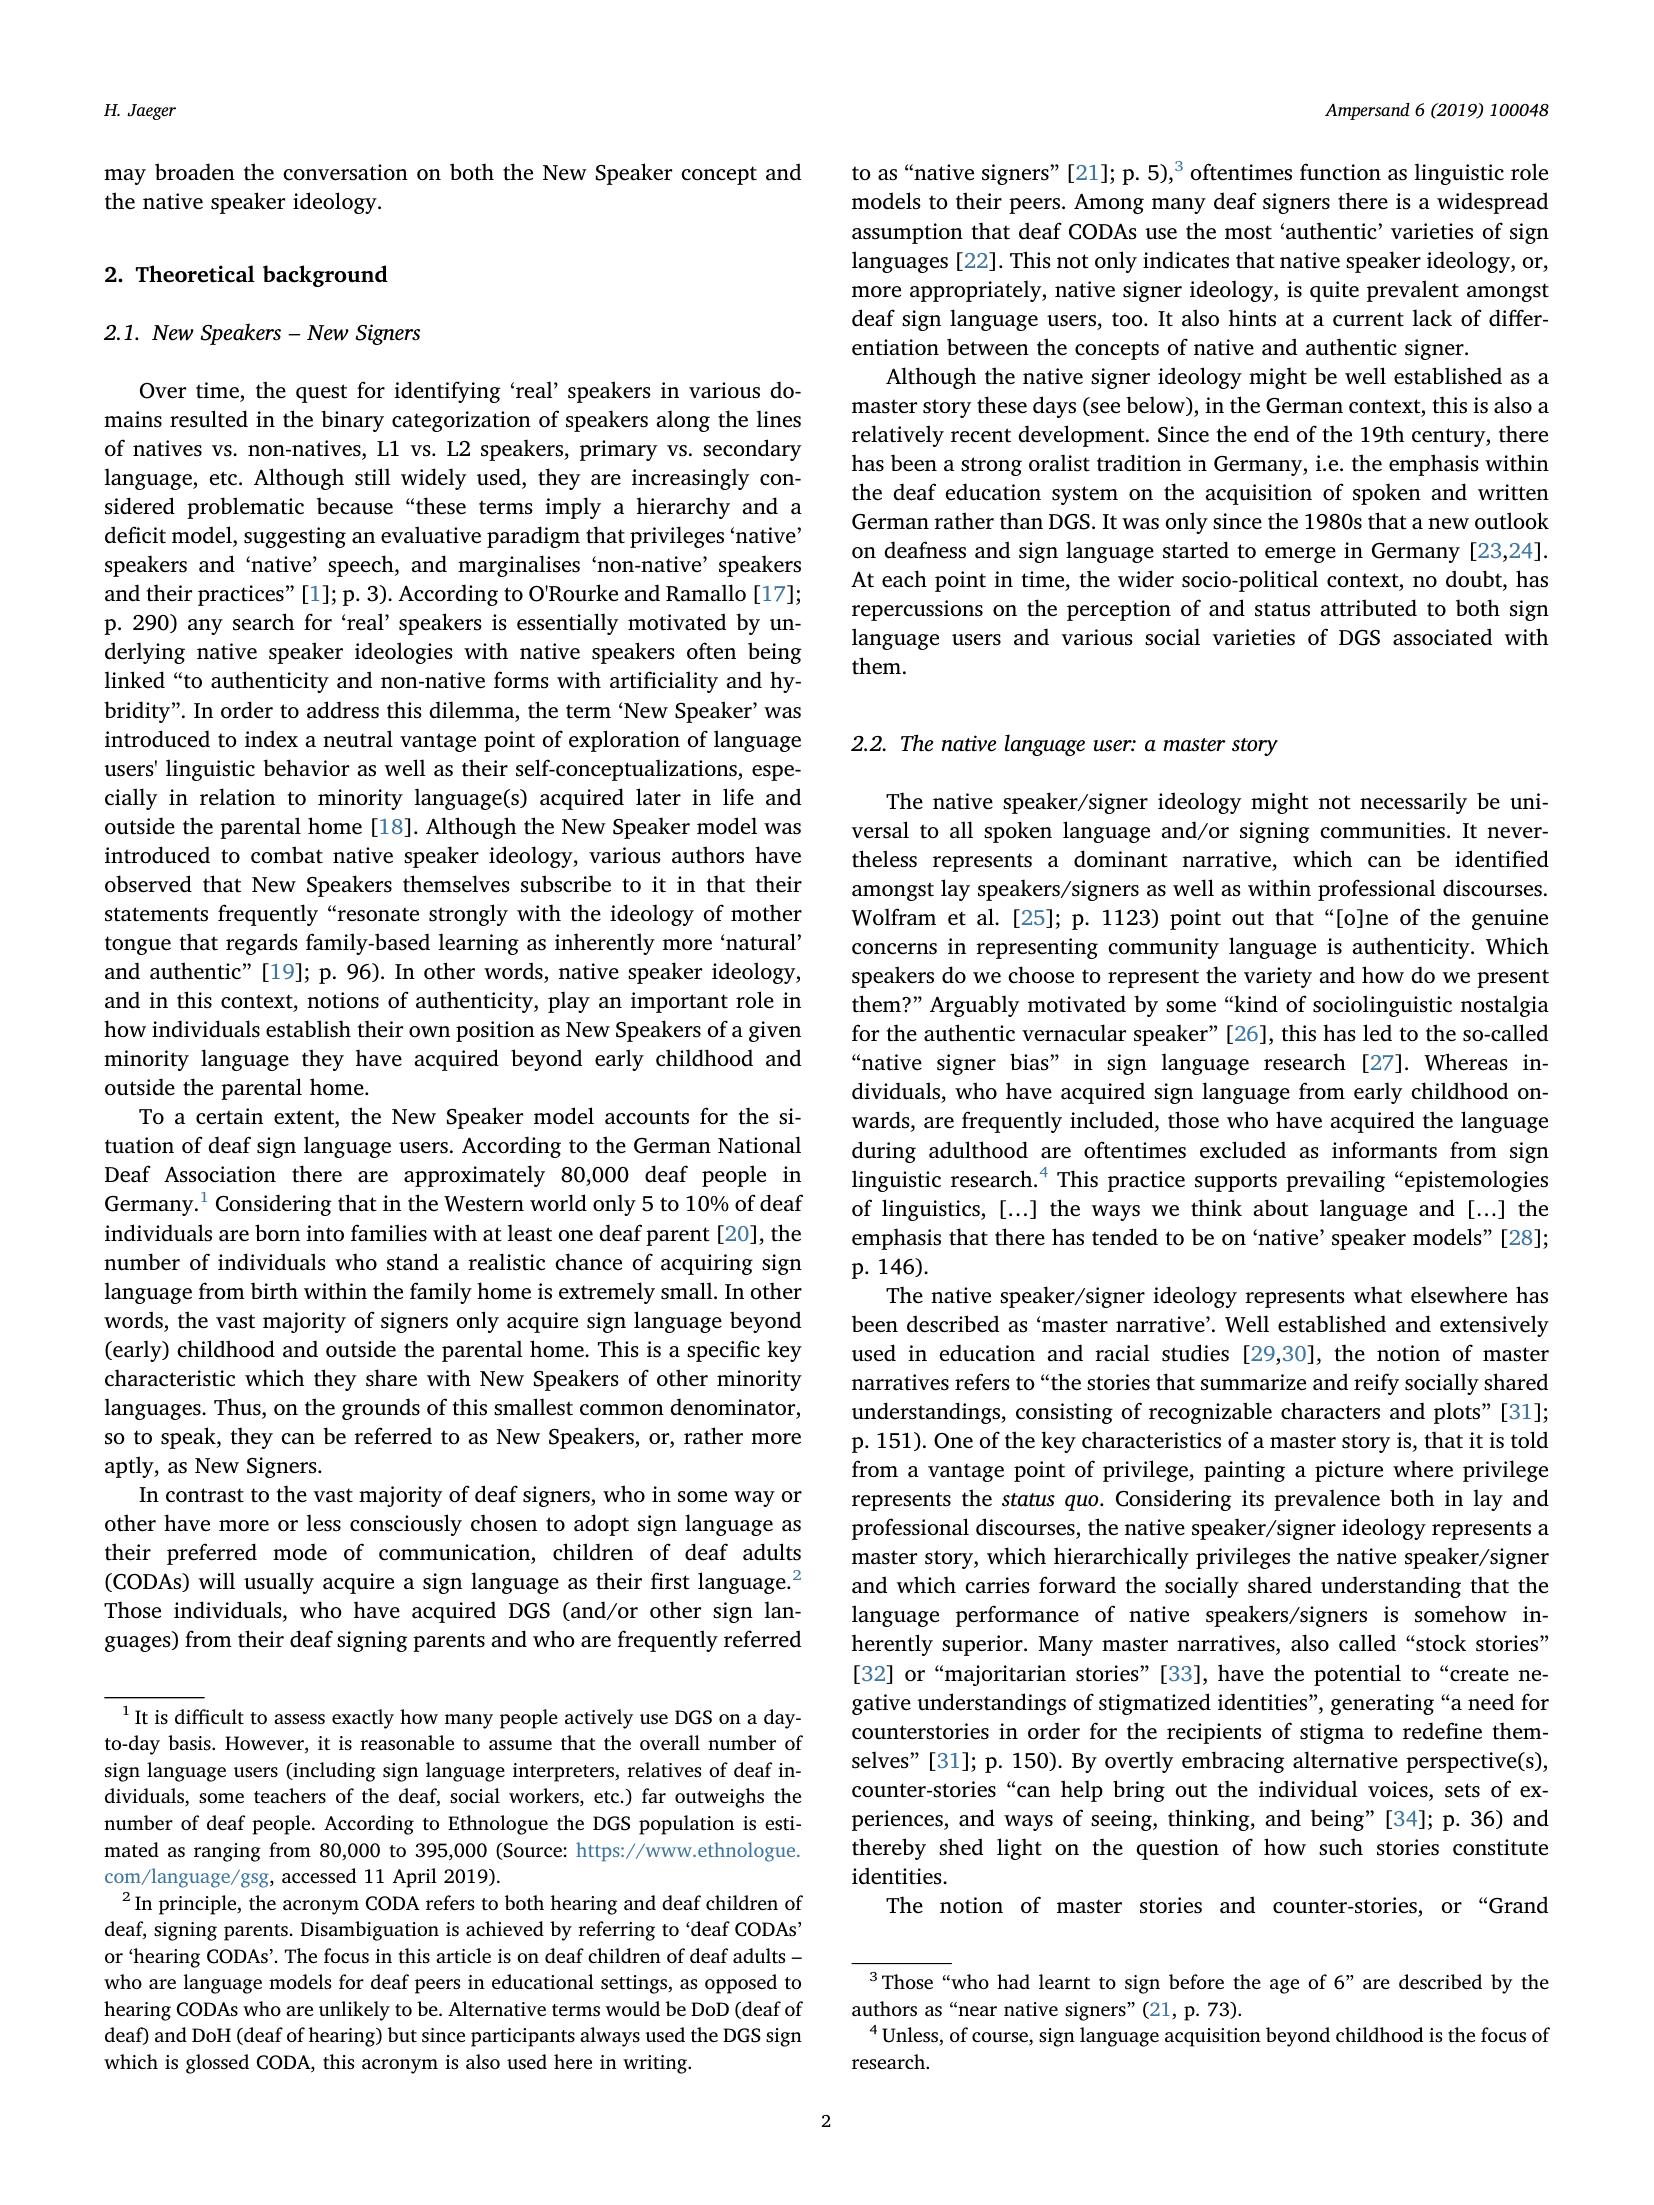 H. Jaeger
Ampersand 6 (2019) 100048
may broaden the conversation on both the New Speaker concept and
the native speaker ideology.
2. Theoretical background
2.1. New Speakers – New Signers
Over time, the quest for identifying ‘real’ speakers in various do-
mains resulted in the binary categorization of speakers along the lines
of natives vs. non-natives, L1 vs. L2 speakers, primary vs. secondary
language, etc. Although still widely used, they are increasingly con-
sidered problematic because “these terms imply a hierarchy and a
deficit model, suggesting an evaluative paradigm that privileges ‘native’
speakers and ‘native’ speech, and marginalises ‘non-native’ speakers
and their practices” [1]; p. 3). According to O'Rourke and Ramallo [17];
p. 290) any search for ‘real’ speakers is essentially motivated by un-
derlying native speaker ideologies with native speakers often being
linked “to authenticity and non-native forms with artificiality and hy-
bridity”. In order to address this dilemma, the term ‘New Speaker’ was
introduced to index a neutral vantage point of exploration of language
users' linguistic behavior as well as their self-conceptualizations, espe-
cially in relation to minority language(s) acquired later in life and
outside the parental home [18]. Although the New Speaker model was
introduced to combat native speaker ideology, various authors have
observed that New Speakers themselves subscribe to it in that their
statements frequently “resonate strongly with the ideology of mother
tongue that regards family-based learning as inherently more ‘natural’
and authentic” [19]; p. 96). In other words, native speaker ideology,
and in this context, notions of authenticity, play an important role in
how individuals establish their own position as New Speakers of a given
minority language they have acquired beyond early childhood and
outside the parental home.
To a certain extent, the New Speaker model accounts for the si-
tuation of deaf sign language users. According to the German National
Deaf Association there are approximately 80,000 deaf people in
Germany.1 Considering that in the Western world only 5 to 10% of deaf
individuals are born into families with at least one deaf parent [20], the
number of individuals who stand a realistic chance of acquiring sign
language from birth within the family home is extremely small. In other
words, the vast majority of signers only acquire sign language beyond
(early) childhood and outside the parental home. This is a specific key
characteristic which they share with New Speakers of other minority
languages. Thus, on the grounds of this smallest common denominator,
so to speak, they can be referred to as New Speakers, or, rather more
aptly, as New Signers.
In contrast to the vast majority of deaf signers, who in some way or
other have more or less consciously chosen to adopt sign language as
their preferred mode of communication, children of deaf adults
(CODAs) will usually acquire a sign language as their first language.2
Those individuals, who have acquired DGS (and/or other sign lan-
guages) from their deaf signing parents and who are frequently referred
1 It is difficult to assess exactly how many people actively use DGS on a day-
to-day basis. However, it is reasonable to assume that the overall number of
sign language users (including sign language interpreters, relatives of deaf in-
dividuals, some teachers of the deaf, social workers, etc.) far outweighs the
number of deaf people. According to Ethnologue the DGS population is esti-
mated as ranging from 80,000 to 395,000 (Source: https://www.ethnologue.
com/language/gsg, accessed 11 April 2019).
2 In principle, the acronym CODA refers to both hearing and deaf children of
deaf, signing parents. Disambiguation is achieved by referring to ‘deaf CODAs’
or ‘hearing CODAs’. The focus in this article is on deaf children of deaf adults –
who are language models for deaf peers in educational settings, as opposed to
hearing CODAs who are unlikely to be. Alternative terms would be DoD (deaf of
deaf) and DoH (deaf of hearing) but since participants always used the DGS sign
which is glossed CODA, this acronym is also used here in writing.
to as “native signers” [21]; p. 5),3 oftentimes function as linguistic role
models to their peers. Among many deaf signers there is a widespread
assumption that deaf CODAs use the most ‘authentic’ varieties of sign
languages [22]. This not only indicates that native speaker ideology, or,
more appropriately, native signer ideology, is quite prevalent amongst
deaf sign language users, too. It also hints at a current lack of differ-
entiation between the concepts of native and authentic signer.
Although the native signer ideology might be well established as a
master story these days (see below), in the German context, this is also a
relatively recent development. Since the end of the 19th century, there
has been a strong oralist tradition in Germany, i.e. the emphasis within
the deaf education system on the acquisition of spoken and written
German rather than DGS. It was only since the 1980s that a new outlook
on deafness and sign language started to emerge in Germany [23,24].
At each point in time, the wider socio-political context, no doubt, has
repercussions on the perception of and status attributed to both sign
language users and various social varieties of DGS associated with
them.
2.2. The native language user: a master story
The native speaker/signer ideology might not necessarily be uni-
versal to all spoken language and/or signing communities. It never-
theless represents a dominant narrative, which can be identified
amongst lay speakers/signers as well as within professional discourses.
Wolfram et al. [25]; p. 1123) point out that “[o]ne of the genuine
concerns in representing community language is authenticity. Which
speakers do we choose to represent the variety and how do we present
them?” Arguably motivated by some “kind of sociolinguistic nostalgia
for the authentic vernacular speaker” [26], this has led to the so-called
“native signer bias” in sign language research [27]. Whereas in-
dividuals, who have acquired sign language from early childhood on-
wards, are frequently included, those who have acquired the language
during adulthood are oftentimes excluded as informants from sign
linguistic research.4 This practice supports prevailing “epistemologies
of linguistics, […] the ways we think about language and […] the
emphasis that there has tended to be on ‘native’ speaker models” [28];
p. 146).
The native speaker/signer ideology represents what elsewhere has
been described as ‘master narrative’. Well established and extensively
used in education and racial studies [29,30], the notion of master
narratives refers to “the stories that summarize and reify socially shared
understandings, consisting of recognizable characters and plots” [31];
p. 151). One of the key characteristics of a master story is, that it is told
from a vantage point of privilege, painting a picture where privilege
represents the status quo. Considering its prevalence both in lay and
professional discourses, the native speaker/signer ideology represents a
master story, which hierarchically privileges the native speaker/signer
and which carries forward the socially shared understanding that the
language performance of native speakers/signers is somehow in-
herently superior. Many master narratives, also called “stock stories”
[32] or “majoritarian stories” [33], have the potential to “create ne-
gative understandings of stigmatized identities”, generating “a need for
counterstories in order for the recipients of stigma to redefine them-
selves” [31]; p. 150). By overtly embracing alternative perspective(s),
counter-stories “can help bring out the individual voices, sets of ex-
periences, and ways of seeing, thinking, and being” [34]; p. 36) and
thereby shed light on the question of how such stories constitute
identities.
The notion of master stories and counter-stories, or “Grand
3 Those “who had learnt to sign before the age of 6” are described by the
authors as “near native signers” (21, p. 73).
4 Unless, of course, sign language acquisition beyond childhood is the focus of
research.
2